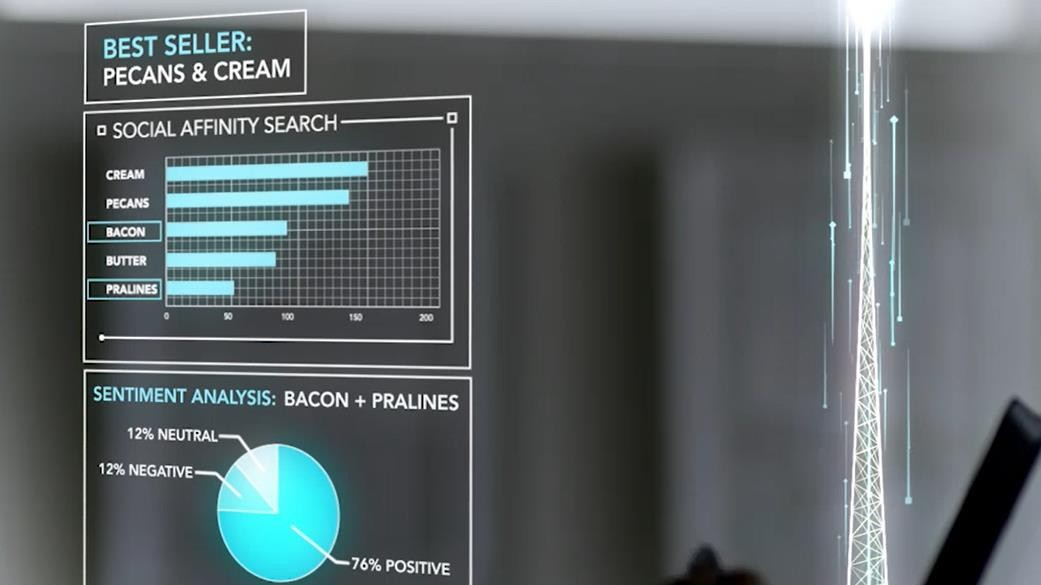 BEST SELLER:
PECANS & CREAM
SOCIAL AFFINITY SEARCH
CREAM
PECANS
BACON
BUTTER
PRALINES
0 50 100 150 200
SENTIMENT ANALYSIS: BACON + PRALINES
12% NEUTRAL
12% NEGATIVE
76% POSITIVE